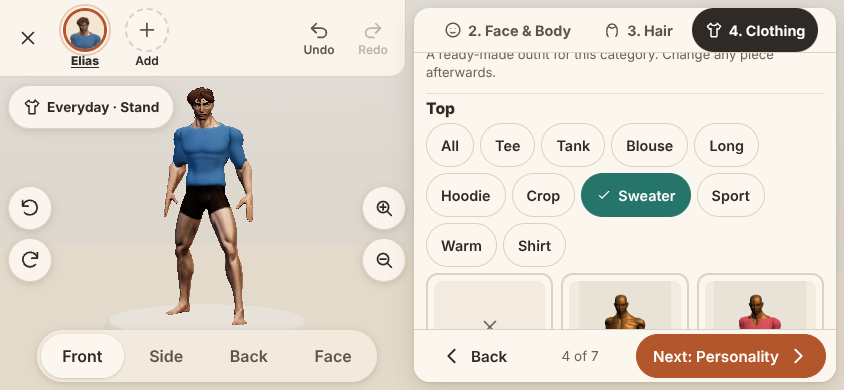 Elias
Add
Undo
Redo
Everyday · Stand
Front
Side
Back
Face
2. Face & Body
3. Hair
4. Clothing
A ready-made outfit for this category. Change any piece
afterwards.
Top
All
Tee
Tank
Blouse
Long
Hoodie
Crop
Sweater
Sport
Warm
Shirt
Back
4 of 7
Next: Personality